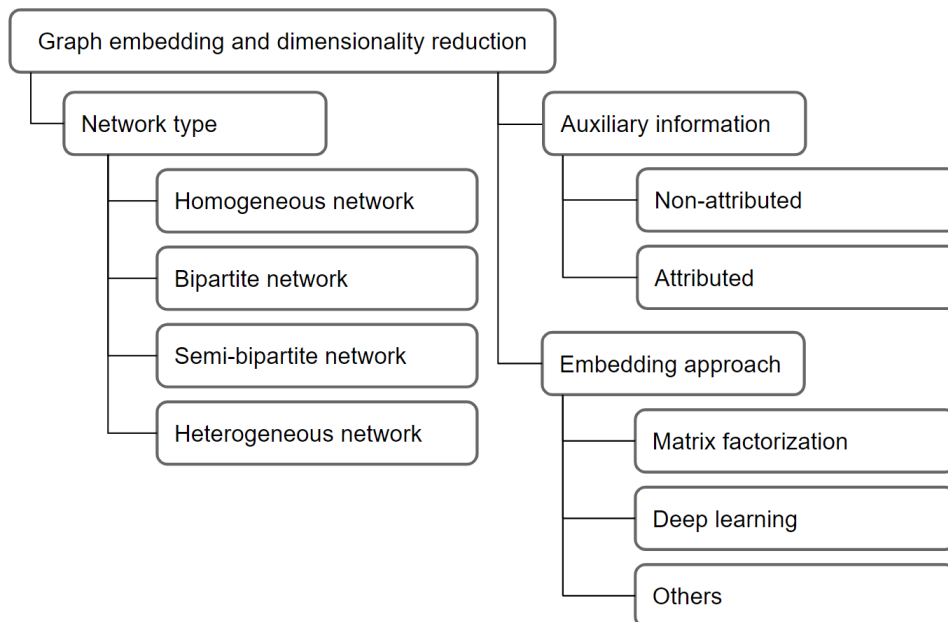 Graph embedding and dimensionality reduction
Network type
Homogeneous network
Bipartite network
Semi-bipartite network
Heterogeneous network
Auxiliary information
Non-attributed
Attributed
Embedding approach
Matrix factorization
Deep learning
Others